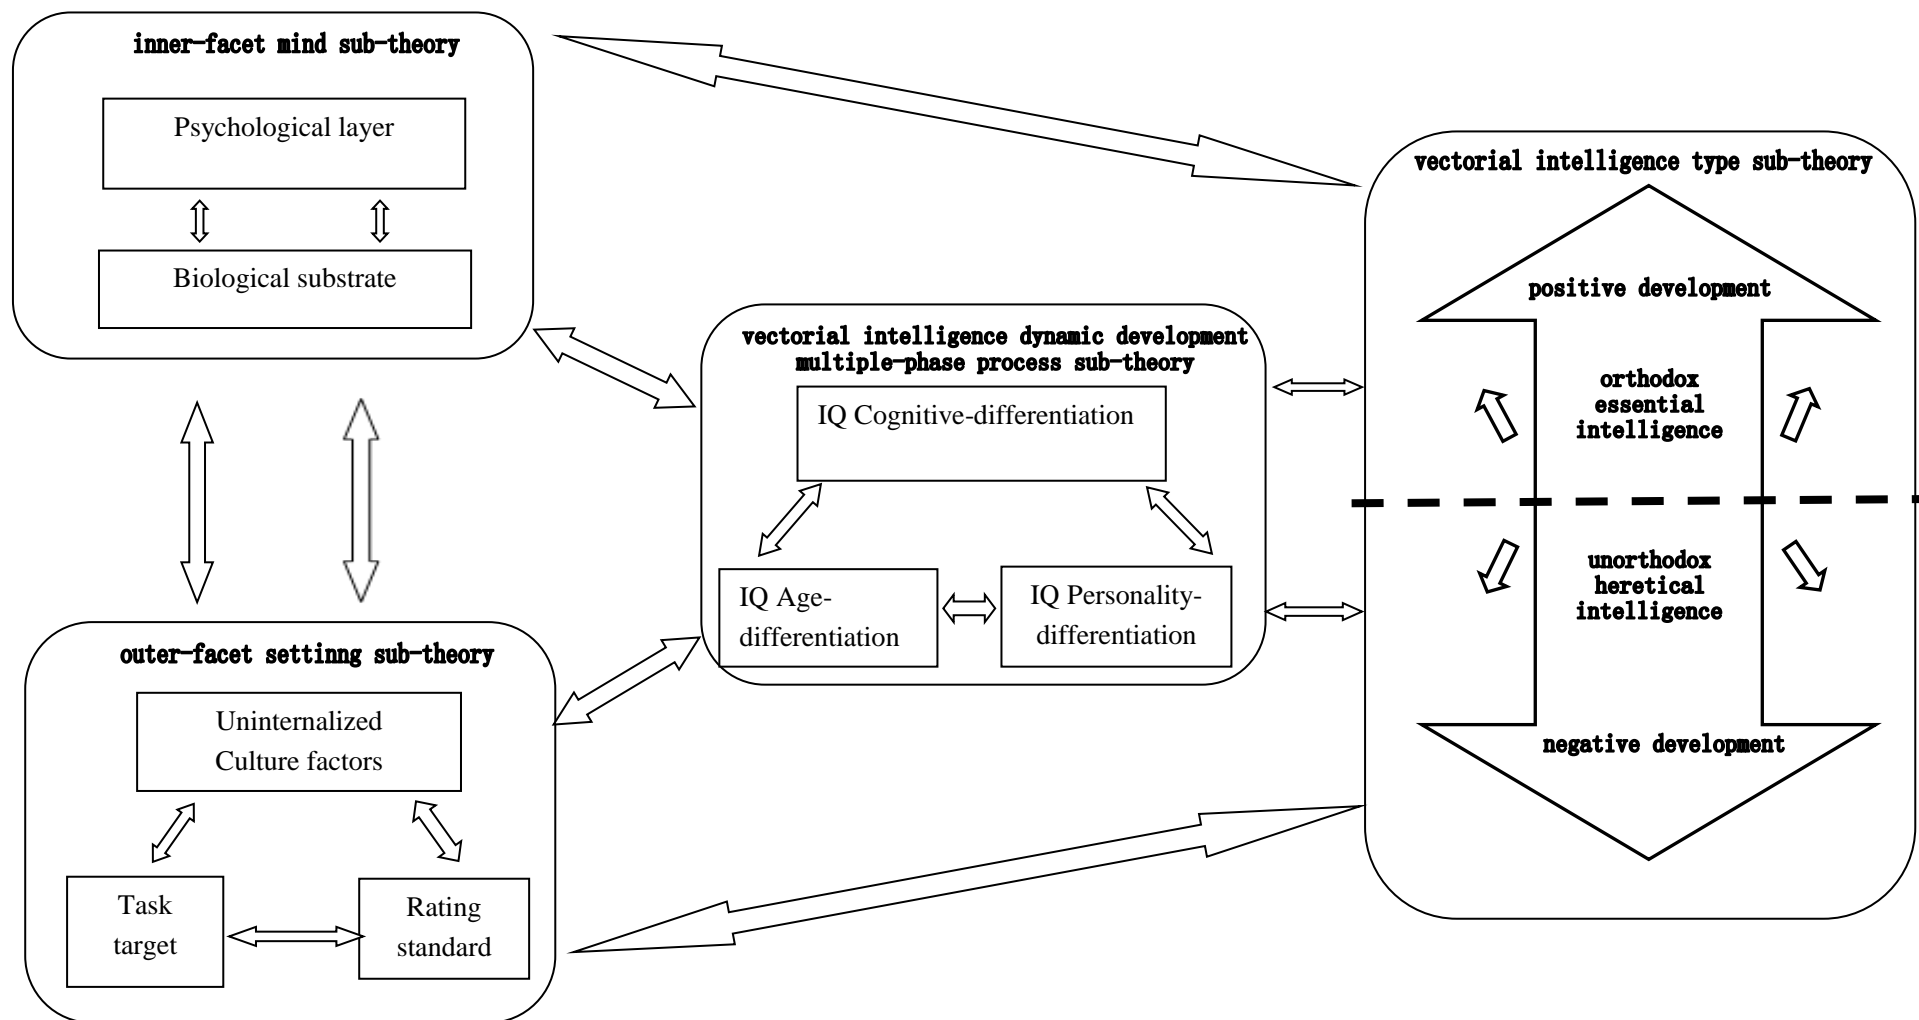 inner-facet mind sub-theory
Psychological layer
Biological substrate
vectorial intelligence type sub-theory
positive development
orthodox
essential
intelligence
unorthodox
heretical
intelligence
negative development
vectorial intelligence dynamic development
multiple-phase process sub-theory
IQ Cognitive-differentiation
IQ Age-
differentiation
IQ Personality-
differentiation
outer-facet settinng sub-theory
Uninternalized
Culture factors
Task
target
Rating
standard